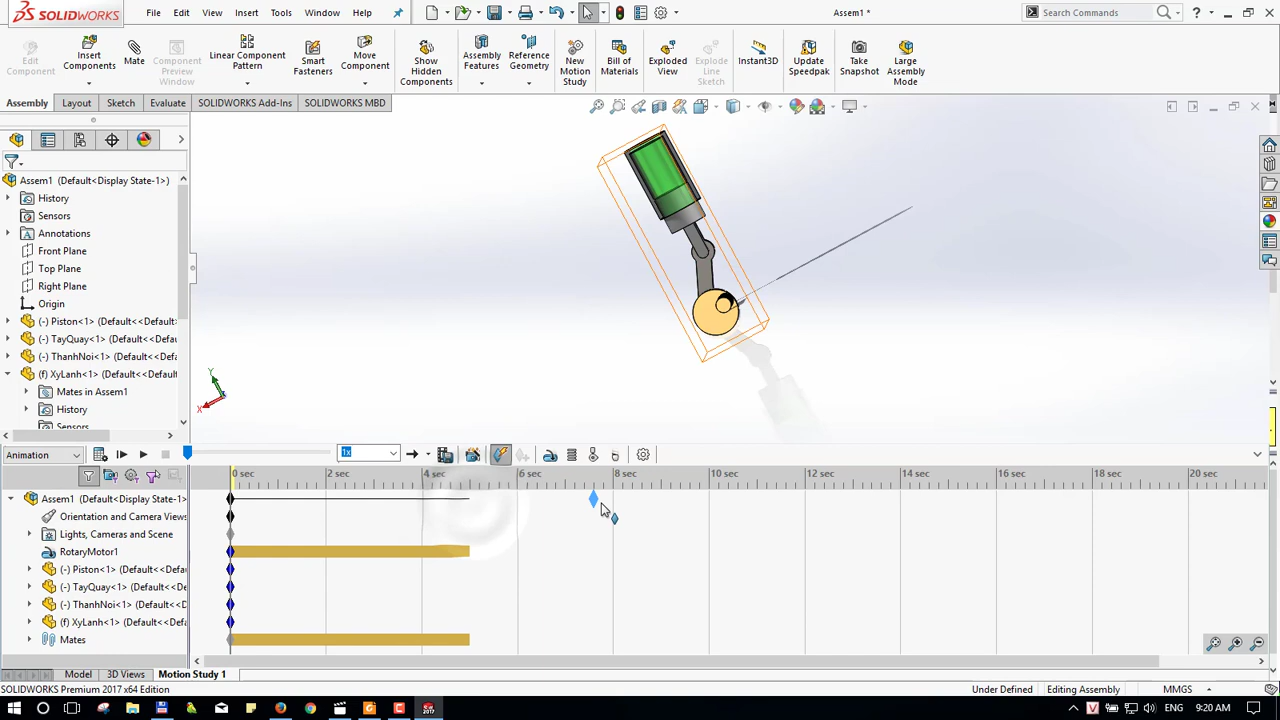 SOLIDWORKS File Edit View Insert Tools Window Help Assem1 * Search Commands
Edit Component
Insert Components
Mate
Component Preview Window
Linear Component Pattern
Smart Fasteners
Move Component
Show Hidden Components
Assembly Features
Reference Geometry
New Motion Study
Bill of Materials
Exploded View
Explode Line Sketch
Instant3D
Update Speedpak
Take Snapshot
Large Assembly Mode
Assembly Layout Sketch Evaluate SOLIDWORKS Add-Ins SOLIDWORKS MBD
Assem1 (Default<Display State-1>)
History
Sensors
Annotations
Front Plane
Top Plane
Right Plane
Origin
(-) Piston<1> (Default<<Default
(-) TayQuay<1> (Default<<Def
(-) ThanhNoi<1> (Default<<De
(f) XyLanh<1> (Default<<Defau
Mates in Assem1
History
Sensors
Y
X
Animation 1x
0 sec 2 sec 4 sec 6 sec 8 sec 10 sec 12 sec 14 sec 16 sec 18 sec 20 sec
Assem1 (Default<Display State-1>
Orientation and Camera Views
Lights, Cameras and Scene
RotaryMotor1
(-) Piston<1> (Default<<Def
(-) TayQuay<1> (Default<<De
(-) ThanhNoi<1> (Default<<D
(f) XyLanh<1> (Default<<De
Mates
Model 3D Views Motion Study 1
SOLIDWORKS Premium 2017 x64 Edition Under Defined Editing Assembly MMGS
2017 V ENG 9:20 AM